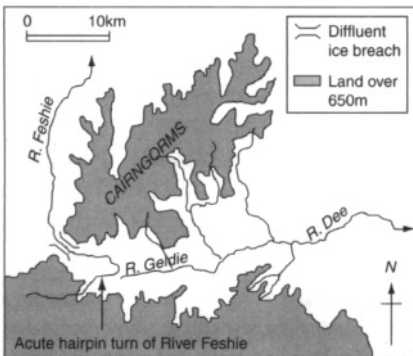 0 10km
Diffluent
ice breach
Land over
650m
R. Feshie
CAIRNGORMS
R. Dee
R. Geldie
N
Acute hairpin turn of River Feshie